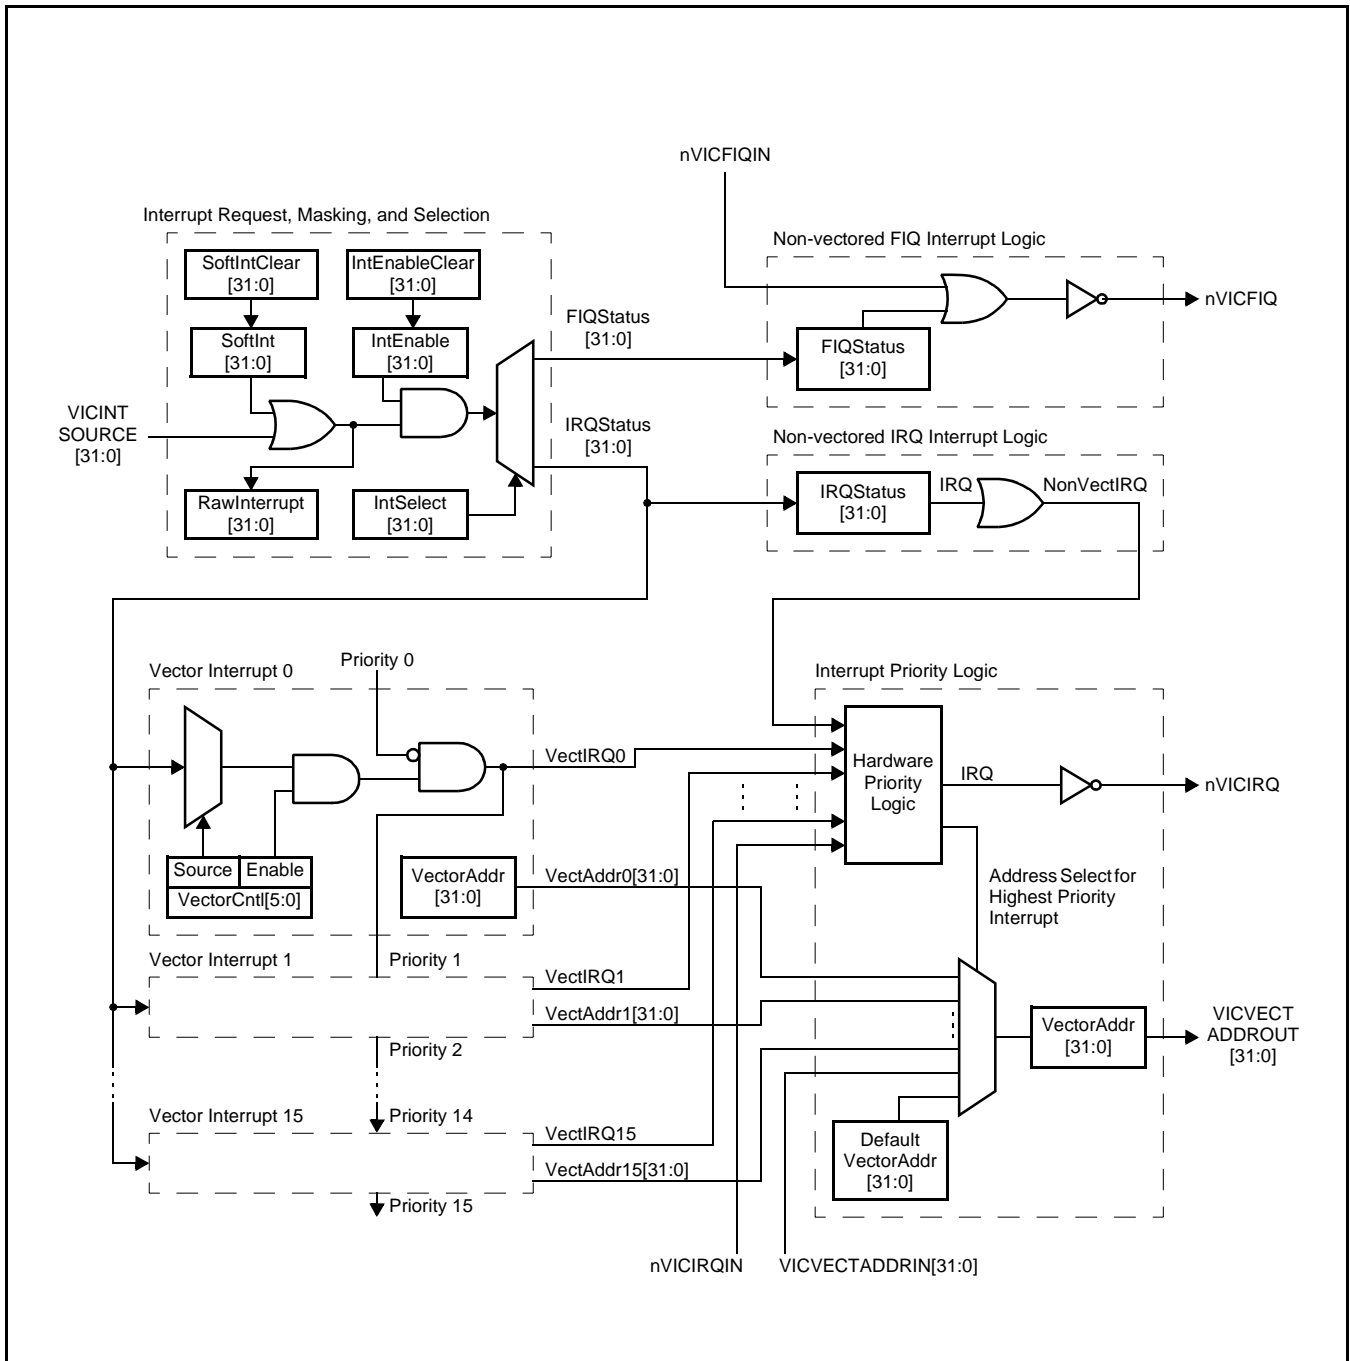 nVICFIQIN
Interrupt Request, Masking, and Selection
SoftIntClear
[31:0]
IntEnableClear
[31:0]
SoftInt
[31:0]
IntEnable
[31:0]
VICINT
SOURCE
[31:0]
RawInterrupt
[31:0]
IntSelect
[31:0]
FIQStatus
[31:0]
IRQStatus
[31:0]
Non-vectored FIQ Interrupt Logic
FIQStatus
[31:0]
nVICFIQ
Non-vectored IRQ Interrupt Logic
IRQStatus
[31:0]
IRQ
NonVectIRQ
Vector Interrupt 0
Priority 0
Source
Enable
VectorCntl[5:0]
VectorAddr
[31:0]
VectIRQ0
VectAddr0[31:0]
Vector Interrupt 1
Priority 1
VectIRQ1
VectAddr1[31:0]
Priority 2
Vector Interrupt 15
Priority 14
VectIRQ15
VectAddr15[31:0]
Priority 15
Interrupt Priority Logic
Hardware
Priority
Logic
IRQ
nVICIRQ
Address Select for
Highest Priority
Interrupt
VectorAddr
[31:0]
VICVECT
ADDROUT
[31:0]
Default
VectorAddr
[31:0]
nVICIRQIN
VICVECTADDRIN[31:0]